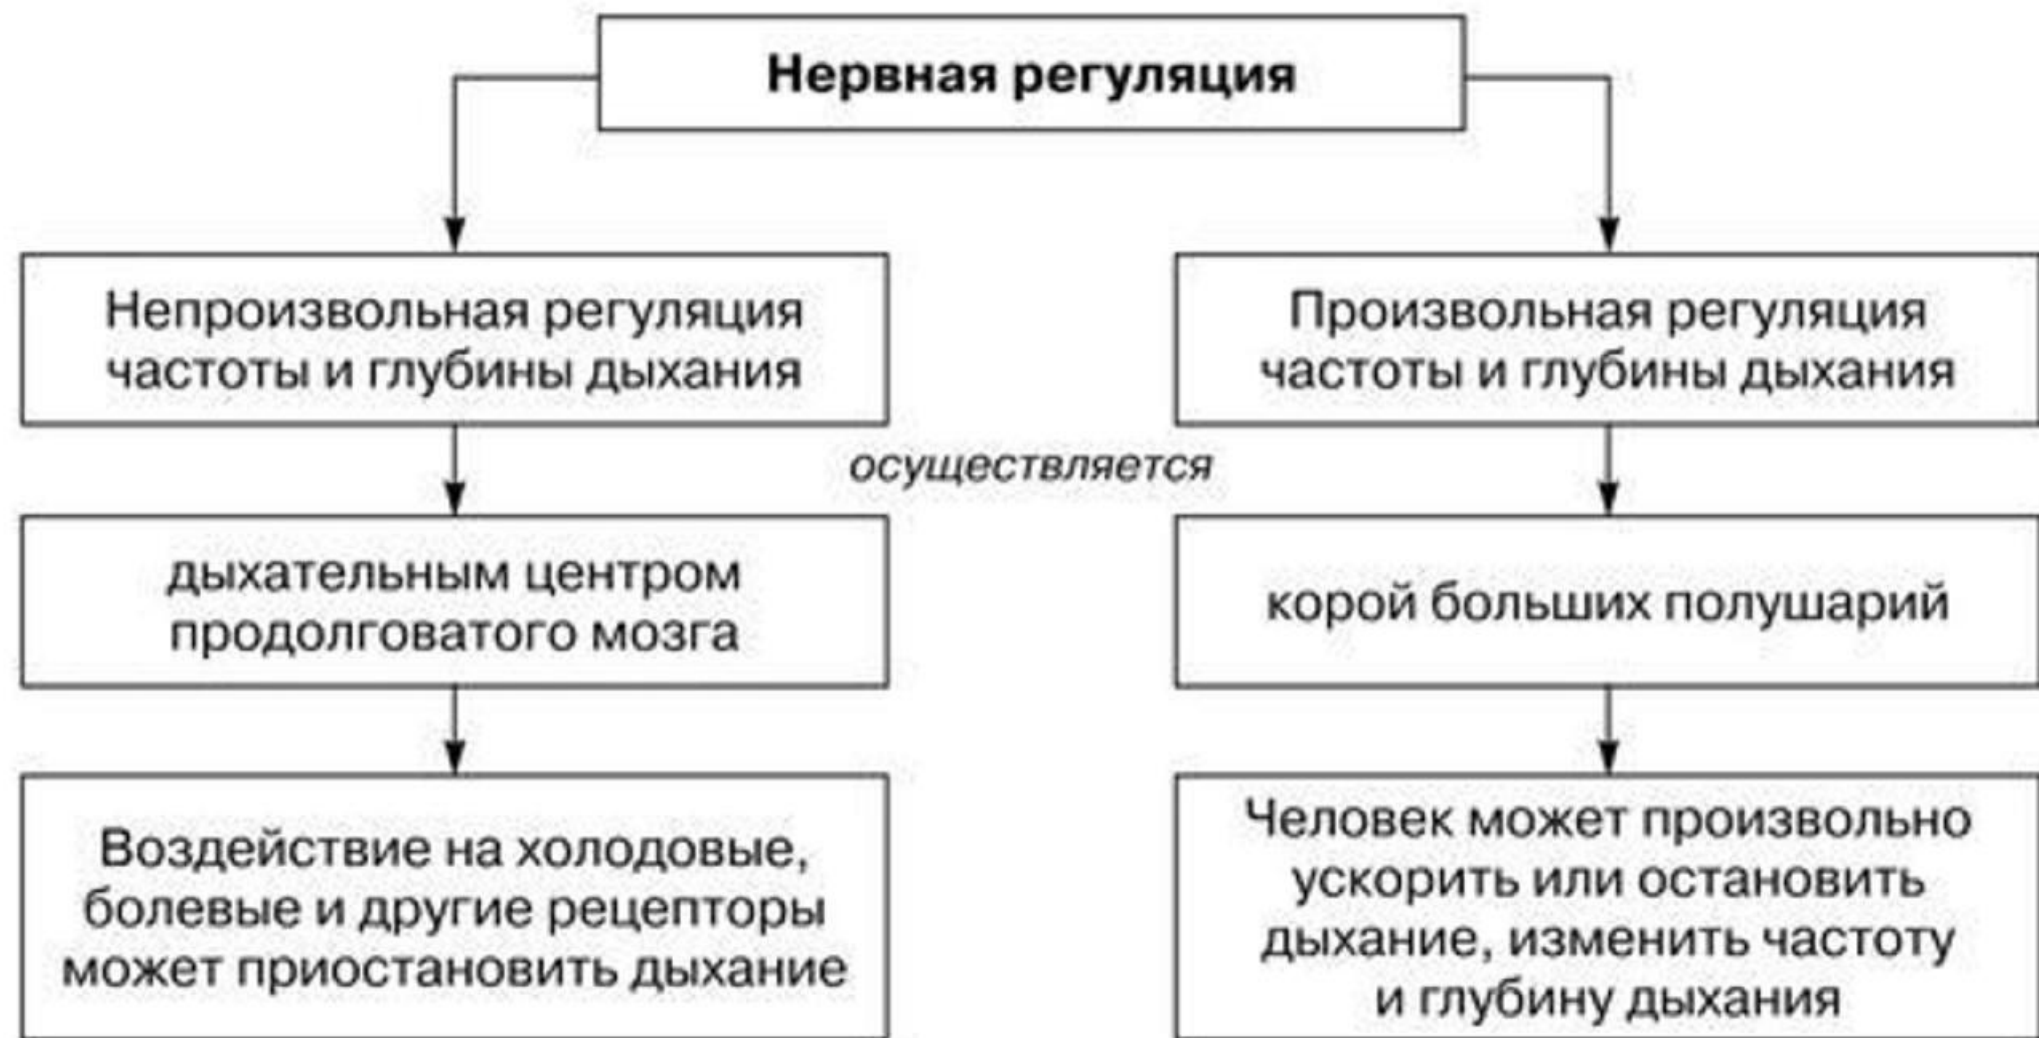 Нервная регуляция
Непроизвольная регуляция
частоты и глубины дыхания
Произвольная регуляция
частоты и глубины дыхания
осуществляется
дыхательным центром
продолговатого мозга
корой больших полушарий
Воздействие на холодовые,
болевые и другие рецепторы
может приостановить дыхание
Человек может произвольно
ускорить или остановить
дыхание, изменить частоту
и глубину дыхания